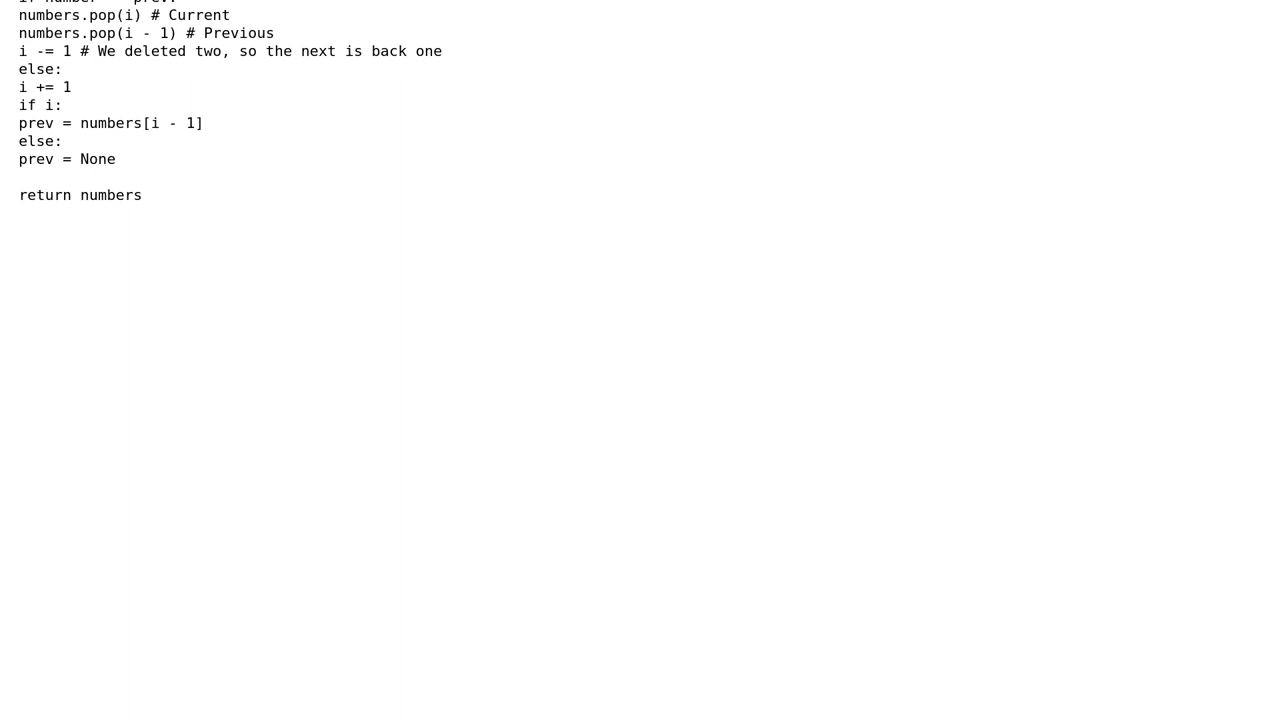 numbers.pop(i) # Current
numbers.pop(i - 1) # Previous
i -= 1 # We deleted two, so the next is back one
else:
i += 1
if i:
prev = numbers[i - 1]
else:
prev = None
return numbers